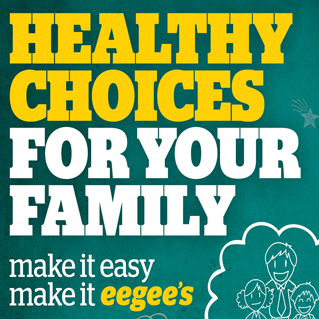 HEALTHY
CHOICES
FOR YOUR
FAMILY
make it easy
make it eegee's